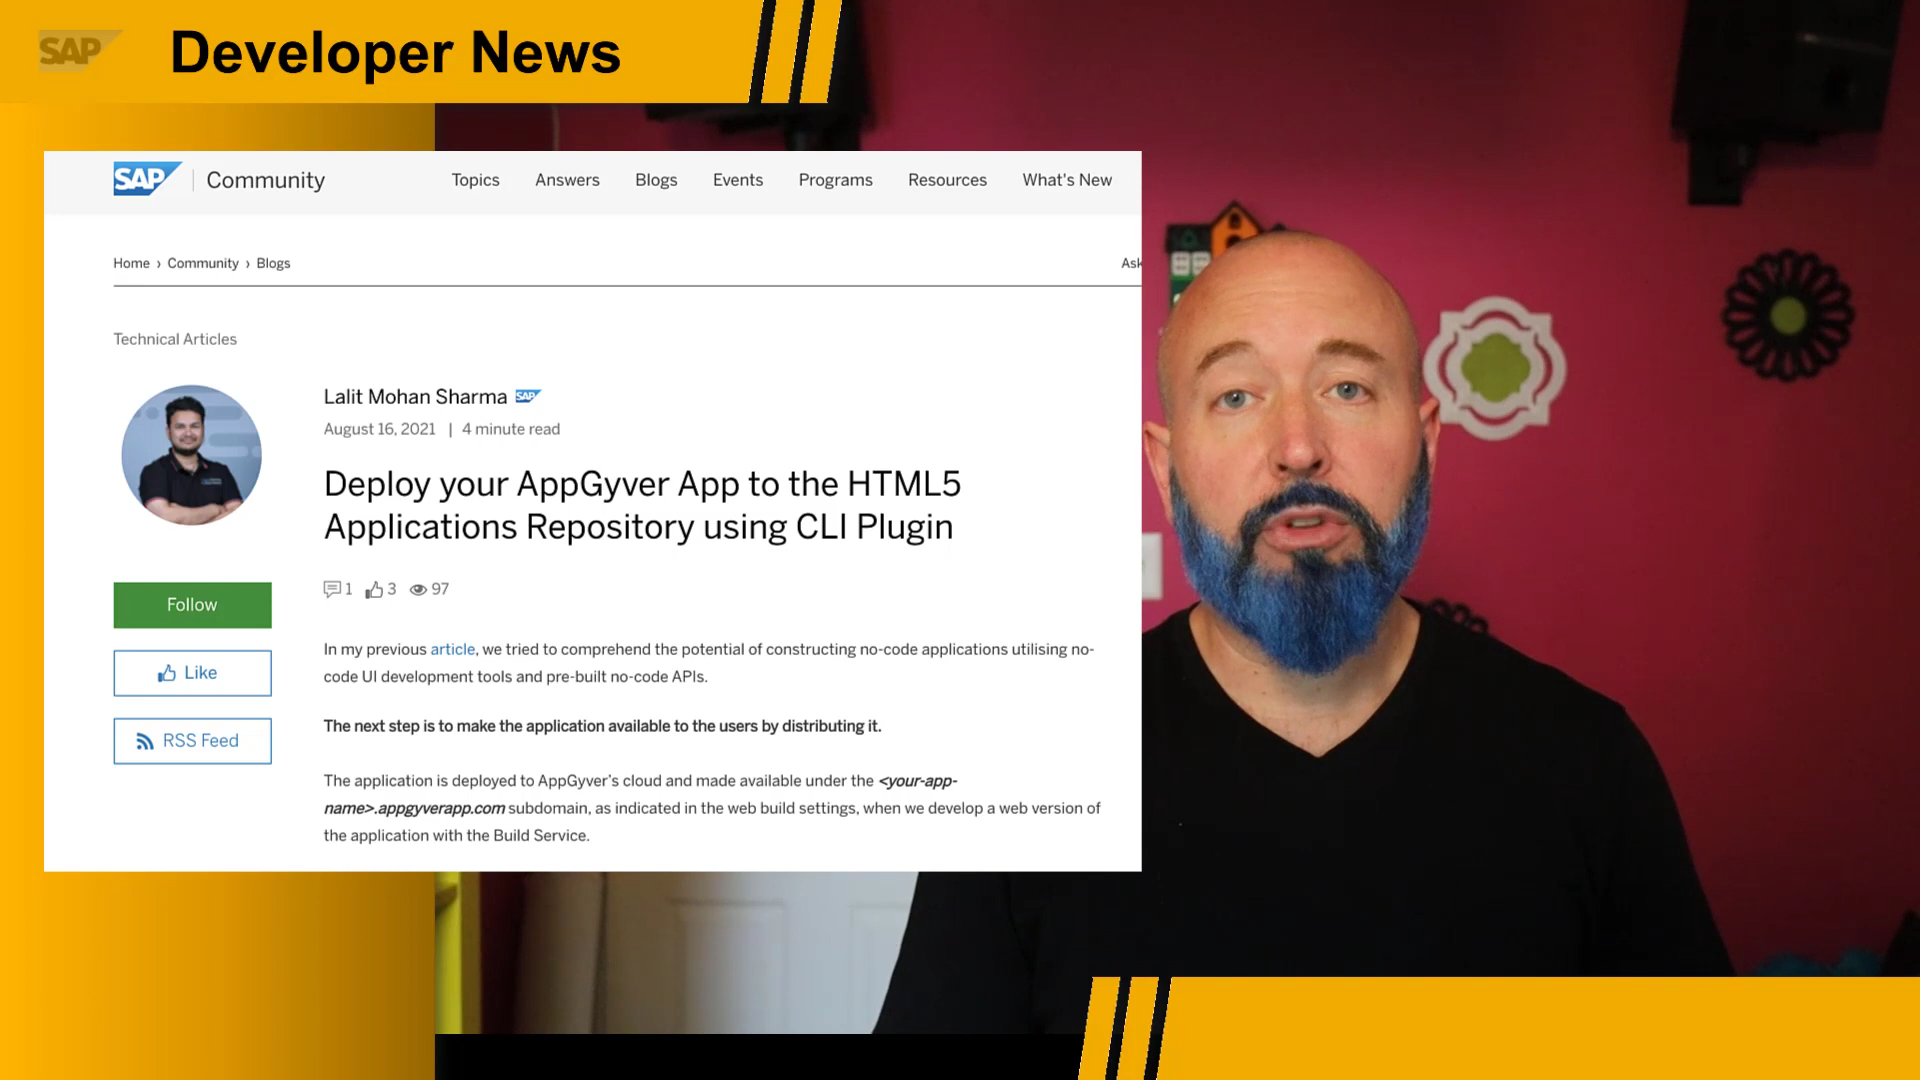 SAP Developer News
SAP Community Topics Answers Blogs Events Programs Resources What's New
Home › Community › Blogs Ask
Technical Articles
Lalit Mohan Sharma SAP
August 16, 2021 | 4 minute read
Deploy your AppGyver App to the HTML5
Applications Repository using CLI Plugin
1 3 97
Follow
Like
RSS Feed
In my previous article, we tried to comprehend the potential of constructing no-code applications utilising no-
code UI development tools and pre-built no-code APIs.
The next step is to make the application available to the users by distributing it.
The application is deployed to AppGyver's cloud and made available under the <your-app-
name>.appgyverapp.com subdomain, as indicated in the web build settings, when we develop a web version of
the application with the Build Service.